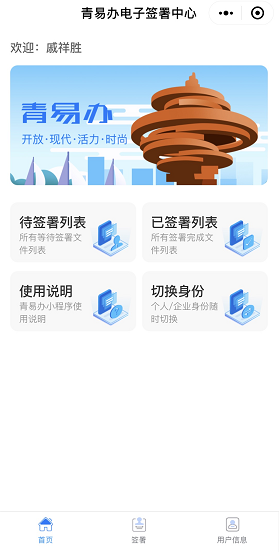 青易办电子签署中心
欢迎：戚祥胜
青易办
开放·现代·活力·时尚
待签署列表
所有等待签署文
件列表
已签署列表
所有签署完成文
件列表
使用说明
青易办小程序使
用说明
切换身份
个人/企业身份随
时切换
首页
签署
用户信息